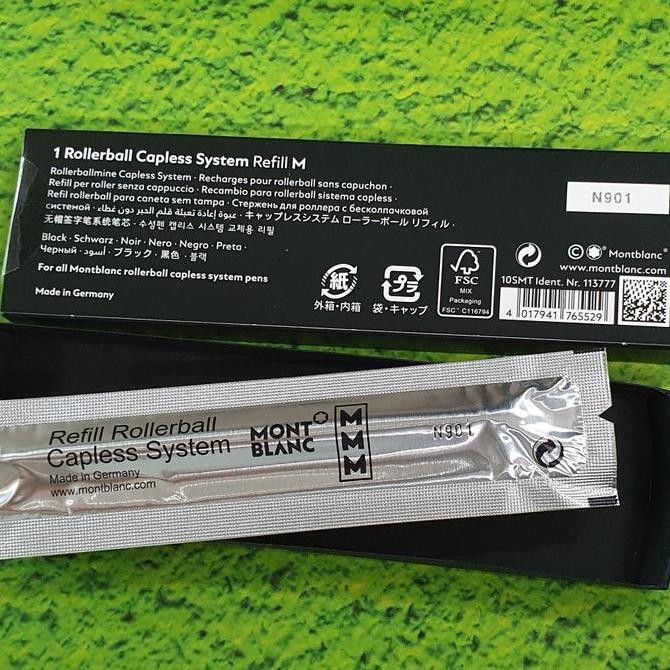 1 Rollerball Capless System Refill M
Rollerballmine Capless System · Recharges pour rollerball sans capuchon ·
Refill per roller senza cappuccio · Recambio para rollerball sistema capless ·
Refil rollerball para caneta sem tampa · Стержень для роллера с бесколпачковой
системой · عبوة إعادة تعبئة قلم الحبر دون غطاء · キャップレスシステム ローラーボール リフィル ·
无帽签字笔系统笔芯 · 수성펜 캡리스 시스템 교체용 리필
Black · Schwarz · Noir · Nero · Negro · Preta ·
Черный · أسود · ブラック · 黑色 · 블랙
For all Montblanc rollerball capless system pens
Made in Germany
紙
外箱・内箱
プラ
袋・キャップ
FSC
MIX
Packaging
FSC™ C116794
N901
©® Montblanc
www.montblanc.com
10SMT Ident. Nr. 113777
4 017941 765529
Refill Rollerball
Capless System
Made in Germany
www.montblanc.com
MONT
BLANC
M
M
M
N901